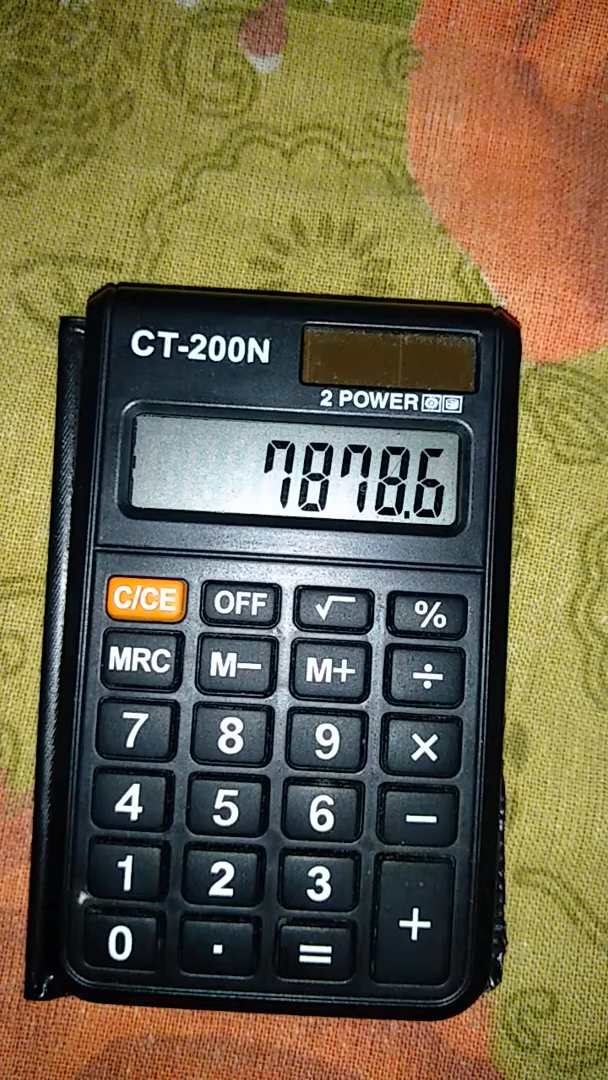 CT-200N
2 POWER
7878.6
C/CE OFF √ %
MRC M− M+ ÷
7 8 9 ×
4 5 6 −
1 2 3 +
0 . =